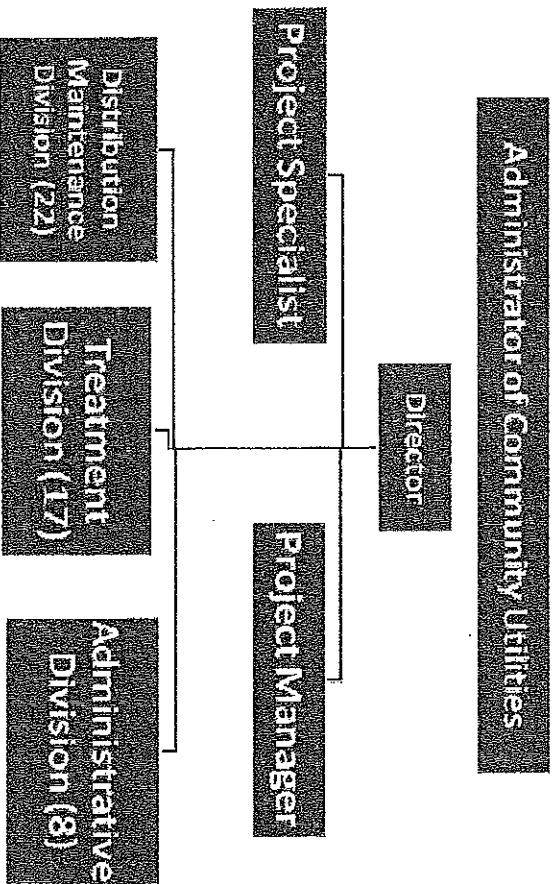 Administrator of Community Utilities
Director
Project Specialist
Project Manager
Distribution
Maintenance
Division (22)
Treatment
Division (17)
Administrative
Division (8)